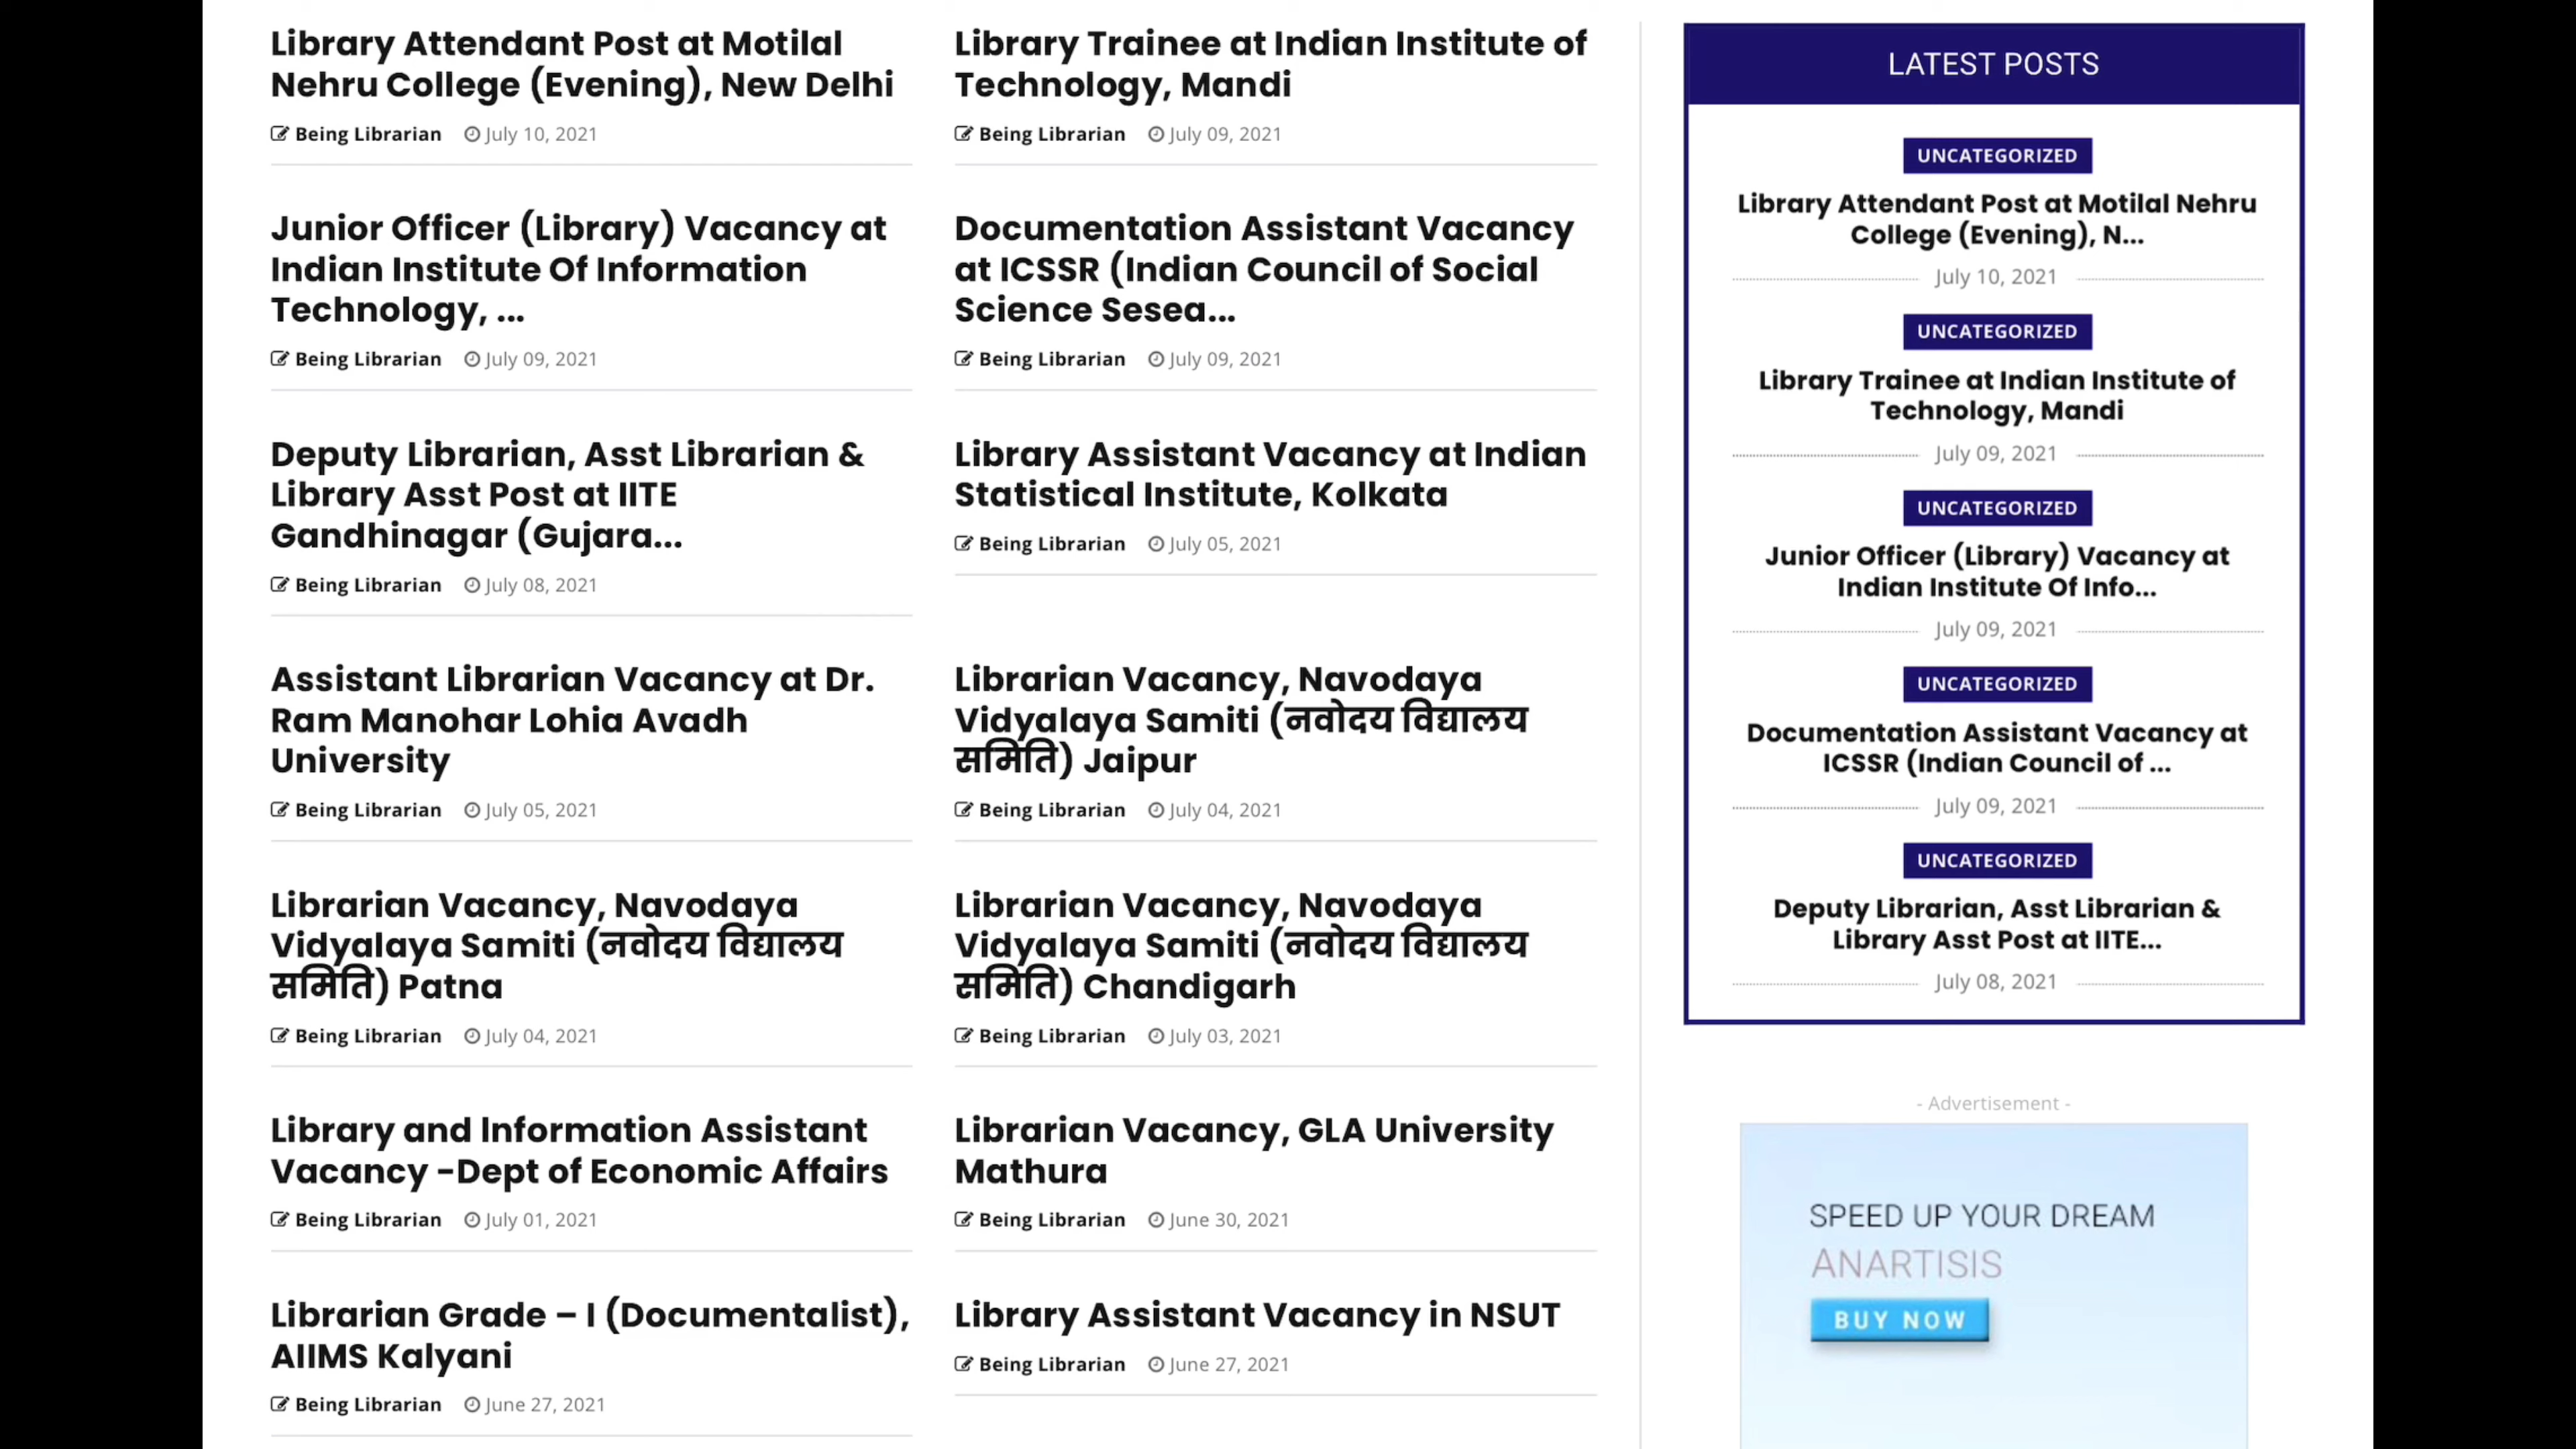 Library Attendant Post at Motilal
Nehru College (Evening), New Delhi
Being Librarian July 10, 2021
Library Trainee at Indian Institute of
Technology, Mandi
Being Librarian July 09, 2021
Junior Officer (Library) Vacancy at
Indian Institute Of Information
Technology, ...
Being Librarian July 09, 2021
Documentation Assistant Vacancy
at ICSSR (Indian Council of Social
Science Sesea...
Being Librarian July 09, 2021
Deputy Librarian, Asst Librarian &
Library Asst Post at IITE
Gandhinagar (Gujara...
Being Librarian July 08, 2021
Library Assistant Vacancy at Indian
Statistical Institute, Kolkata
Being Librarian July 05, 2021
Assistant Librarian Vacancy at Dr.
Ram Manohar Lohia Avadh
University
Being Librarian July 05, 2021
Librarian Vacancy, Navodaya
Vidyalaya Samiti (नवोदय विद्यालय
समिति) Jaipur
Being Librarian July 04, 2021
Librarian Vacancy, Navodaya
Vidyalaya Samiti (नवोदय विद्यालय
समिति) Patna
Being Librarian July 04, 2021
Librarian Vacancy, Navodaya
Vidyalaya Samiti (नवोदय विद्यालय
समिति) Chandigarh
Being Librarian July 03, 2021
Library and Information Assistant
Vacancy -Dept of Economic Affairs
Being Librarian July 01, 2021
Librarian Vacancy, GLA University
Mathura
Being Librarian June 30, 2021
Librarian Grade – I (Documentalist),
AIIMS Kalyani
Being Librarian June 27, 2021
Library Assistant Vacancy in NSUT
Being Librarian June 27, 2021
LATEST POSTS
UNCATEGORIZED
Library Attendant Post at Motilal Nehru
College (Evening), N...
July 10, 2021
UNCATEGORIZED
Library Trainee at Indian Institute of
Technology, Mandi
July 09, 2021
UNCATEGORIZED
Junior Officer (Library) Vacancy at
Indian Institute Of Info...
July 09, 2021
UNCATEGORIZED
Documentation Assistant Vacancy at
ICSSR (Indian Council of ...
July 09, 2021
UNCATEGORIZED
Deputy Librarian, Asst Librarian &
Library Asst Post at IITE...
July 08, 2021
- Advertisement -
SPEED UP YOUR DREAM
ANARTISIS
BUY NOW